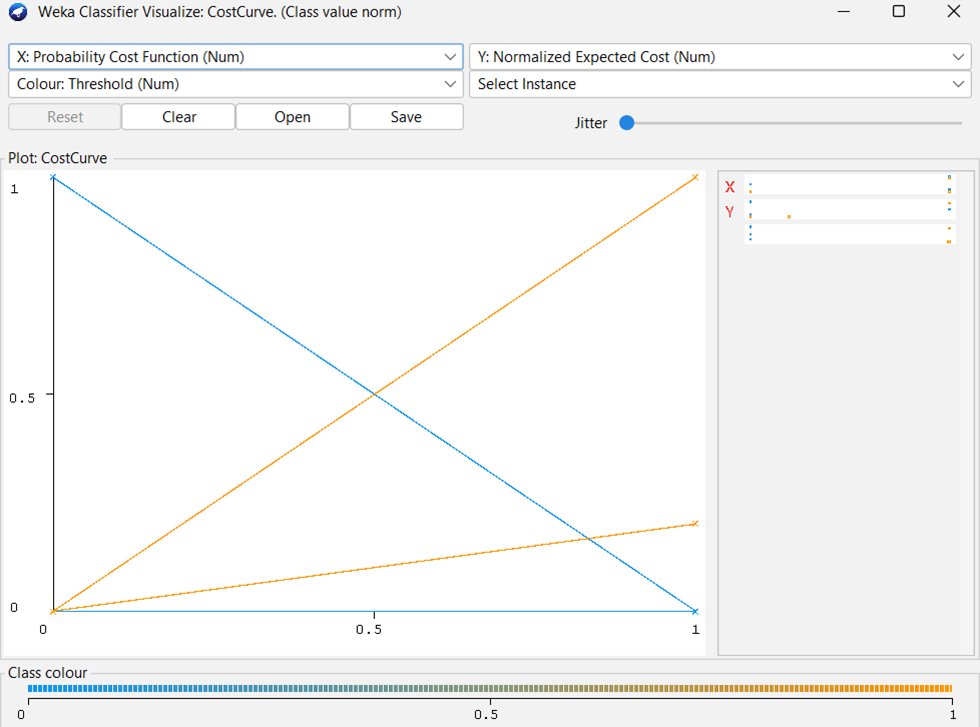 Weka Classifier Visualize: CostCurve. (Class value norm)
X: Probability Cost Function (Num) Y: Normalized Expected Cost (Num)
Colour: Threshold (Num) Select Instance
Reset Clear Open Save Jitter
Plot: CostCurve
1
X
Y
0.5
0
0 0.5 1
Class colour
0 0.5 1